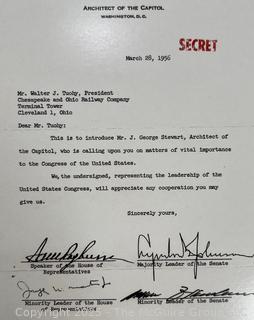 ARCHITECT OF THE CAPITOL
WASHINGTON, D.C.
SECRET
March 28, 1956
Mr. Walter J. Tuohy, President
Chesapeake and Ohio Railway Company
Terminal Tower
Cleveland 1, Ohio
Dear Mr. Tuohy:
This is to introduce Mr. J. George Stewart, Architect of
the Capitol, who is calling upon you on matters of vital importance
to the Congress of the United States.
We, the undersigned, representing the leadership of the
United States Congress, will appreciate any cooperation you may
give us.
Sincerely yours,
Sam Rayburn
Lyndon B. Johnson
Speaker of the House of
Representatives
Majority Leader of the Senate
Minority Leader of the House
of Representatives
Minority Leader of the Senate